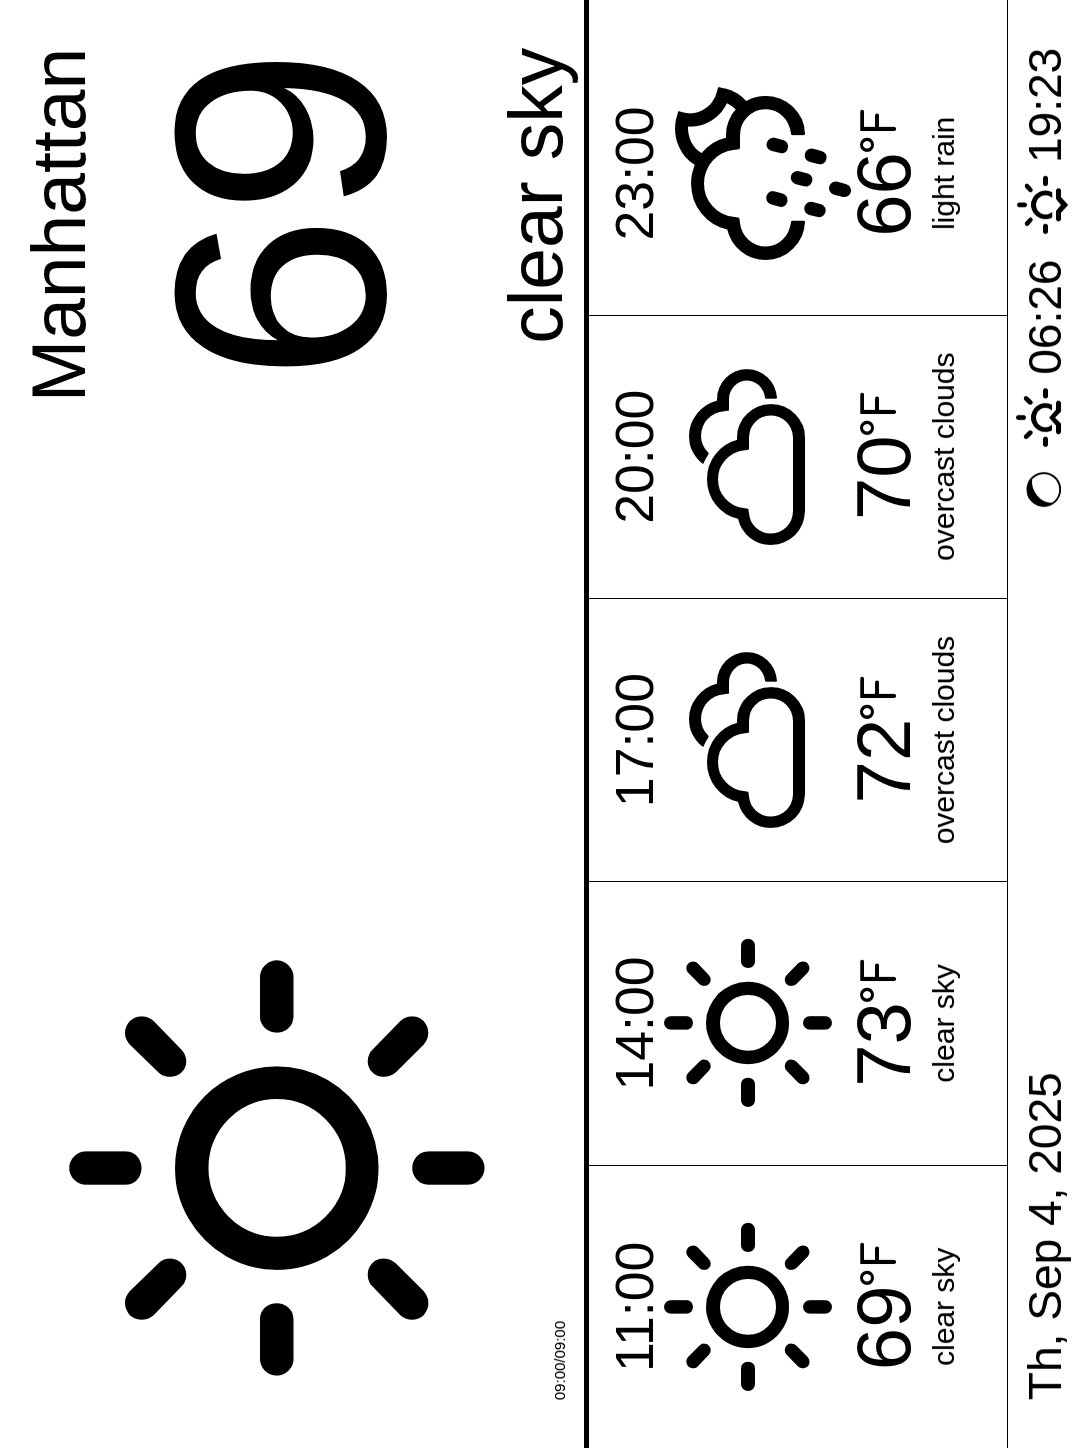 Manhattan
69
clear sky
09:00/09:00
11:00
69°F
clear sky
14:00
73°F
clear sky
17:00
72°F
overcast clouds
20:00
70°F
overcast clouds
23:00
66°F
light rain
Th, Sep 4, 2025
06:26 19:23